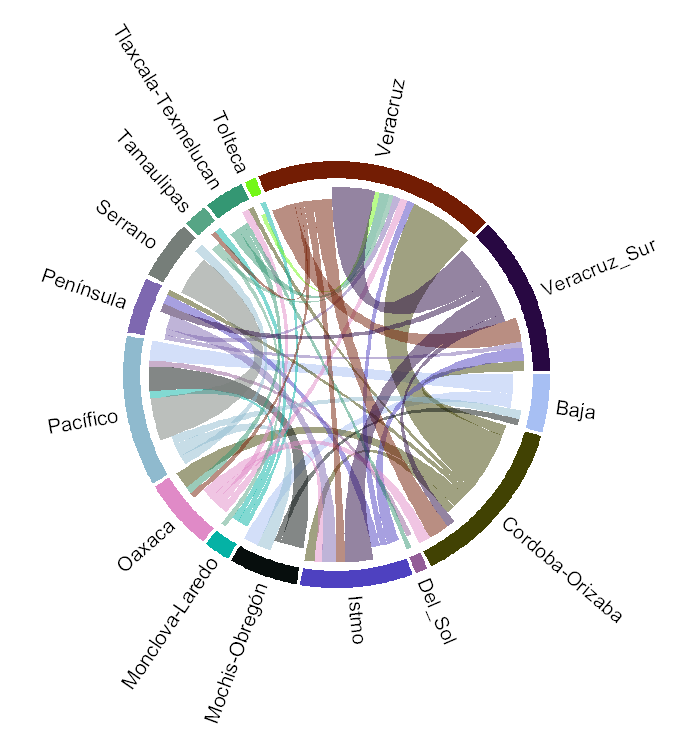 Veracruz
Veracruz_Sur
Baja
Cordoba-Orizaba
Del_Sol
Istmo
Mochis-Obregón
Monclova-Laredo
Oaxaca
Pacífico
Península
Serrano
Tamaulipas
Tlaxcala-Texmelucan
Tolteca